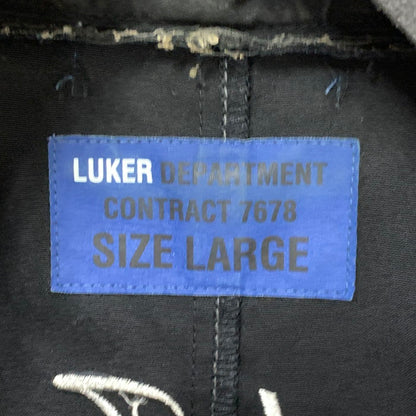 LUKER DEPARTMENT
CONTRACT 7678
SIZE LARGE